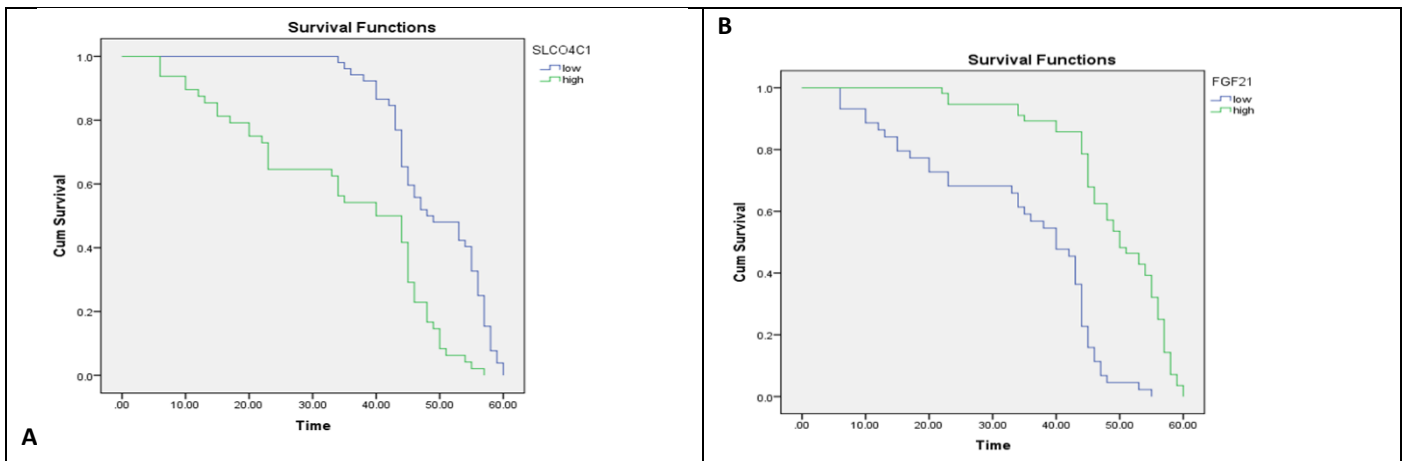 Survival Functions
SLCO4C1
low
high
1.0
0.8
0.6
0.4
0.2
0.0
Cum Survival
.00 10.00 20.00 30.00 40.00 50.00 60.00
Time
A
B
Survival Functions
FGF21
low
high
1.0
0.8
0.6
0.4
0.2
0.0
Cum Survival
.00 10.00 20.00 30.00 40.00 50.00 60.00
Time